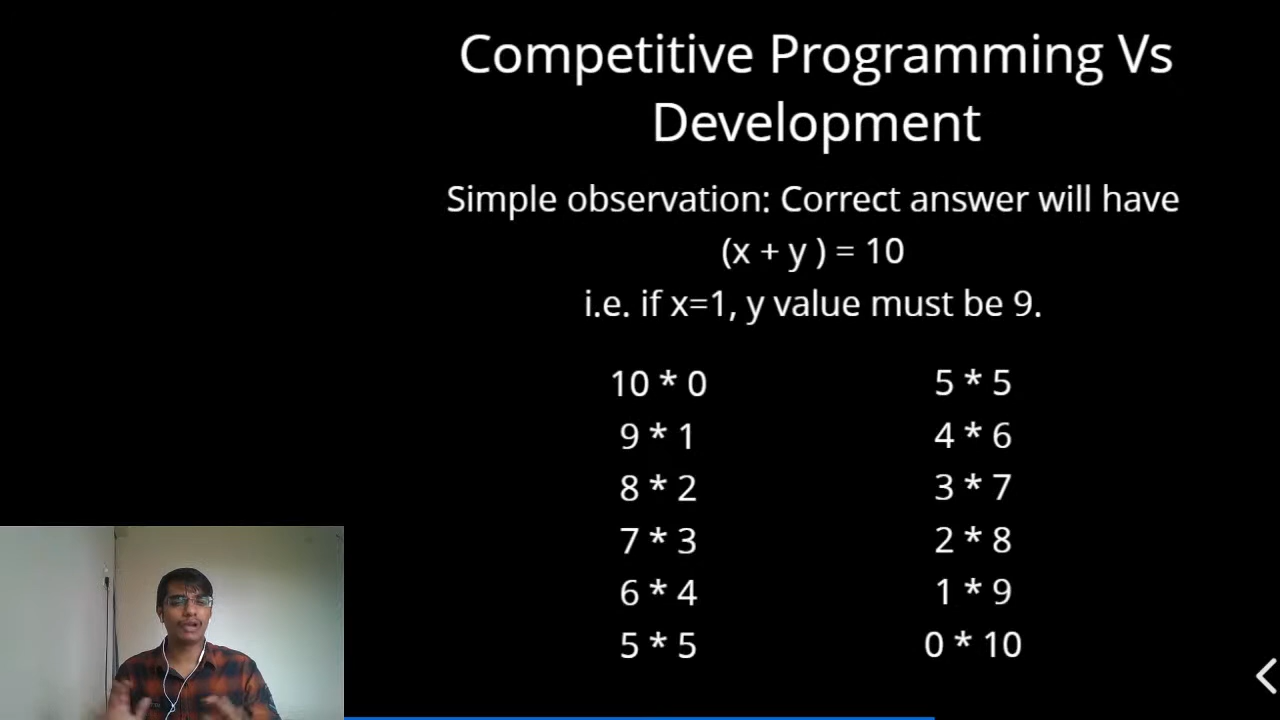 Competitive Programming Vs
Development
Simple observation: Correct answer will have
(x + y ) = 10
i.e. if x=1, y value must be 9.
10 * 0
9 * 1
8 * 2
7 * 3
6 * 4
5 * 5
5 * 5
4 * 6
3 * 7
2 * 8
1 * 9
0 * 10